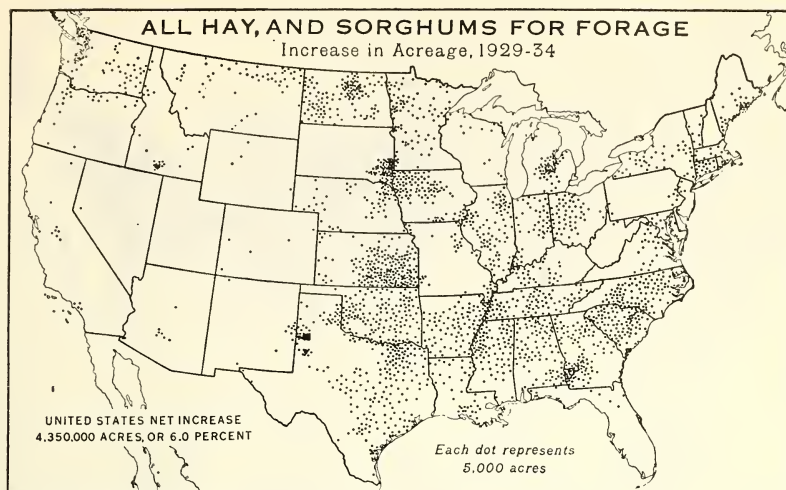 ALL HAY, AND SORGHUMS FOR FORAGE
Increase in Acreage, 1929-34
UNITED STATES NET INCREASE
4,350,000 ACRES, OR 6.0 PERCENT
Each dot represents
5,000 acres